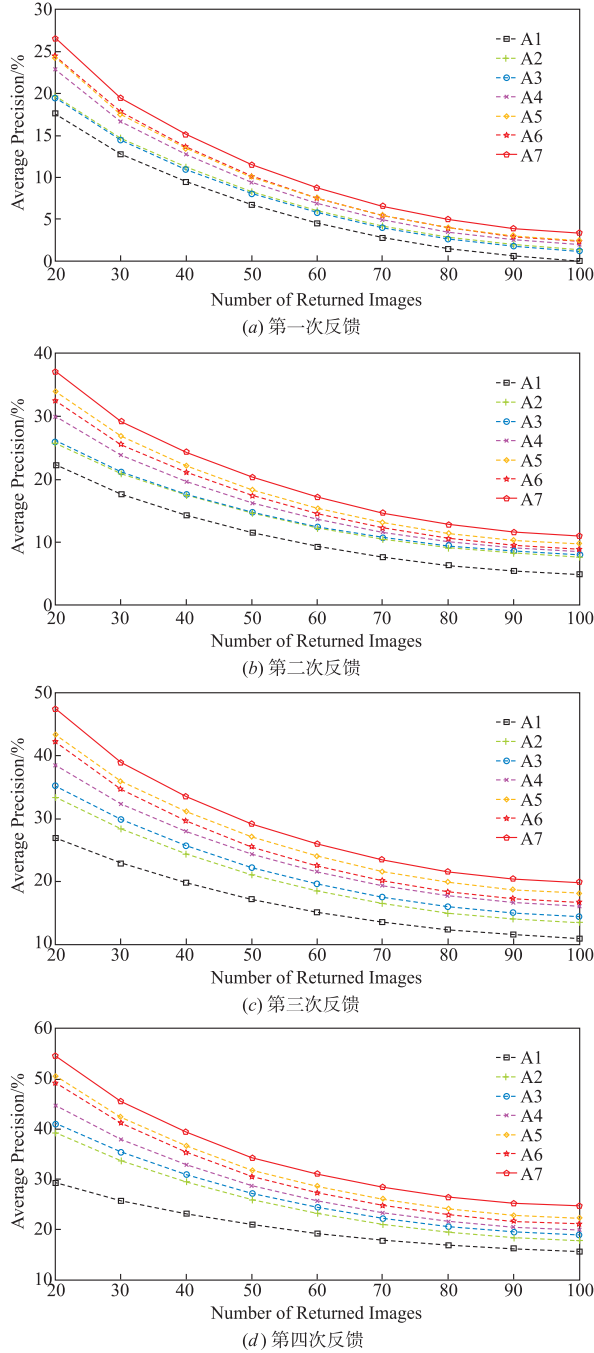 Average Precision/%
30
25
20
15
10
5
0
A1
A2
A3
A4
A5
A6
A7
20 30 40 50 60 70 80 90 100
Number of Returned Images
(a) 第一次反馈
Average Precision/%
40
30
20
10
0
A1
A2
A3
A4
A5
A6
A7
20 30 40 50 60 70 80 90 100
Number of Returned Images
(b) 第二次反馈
Average Precision/%
50
40
30
20
10
A1
A2
A3
A4
A5
A6
A7
20 30 40 50 60 70 80 90 100
Number of Returned Images
(c) 第三次反馈
Average Precision/%
60
50
40
30
20
10
A1
A2
A3
A4
A5
A6
A7
20 30 40 50 60 70 80 90 100
Number of Returned Images
(d) 第四次反馈